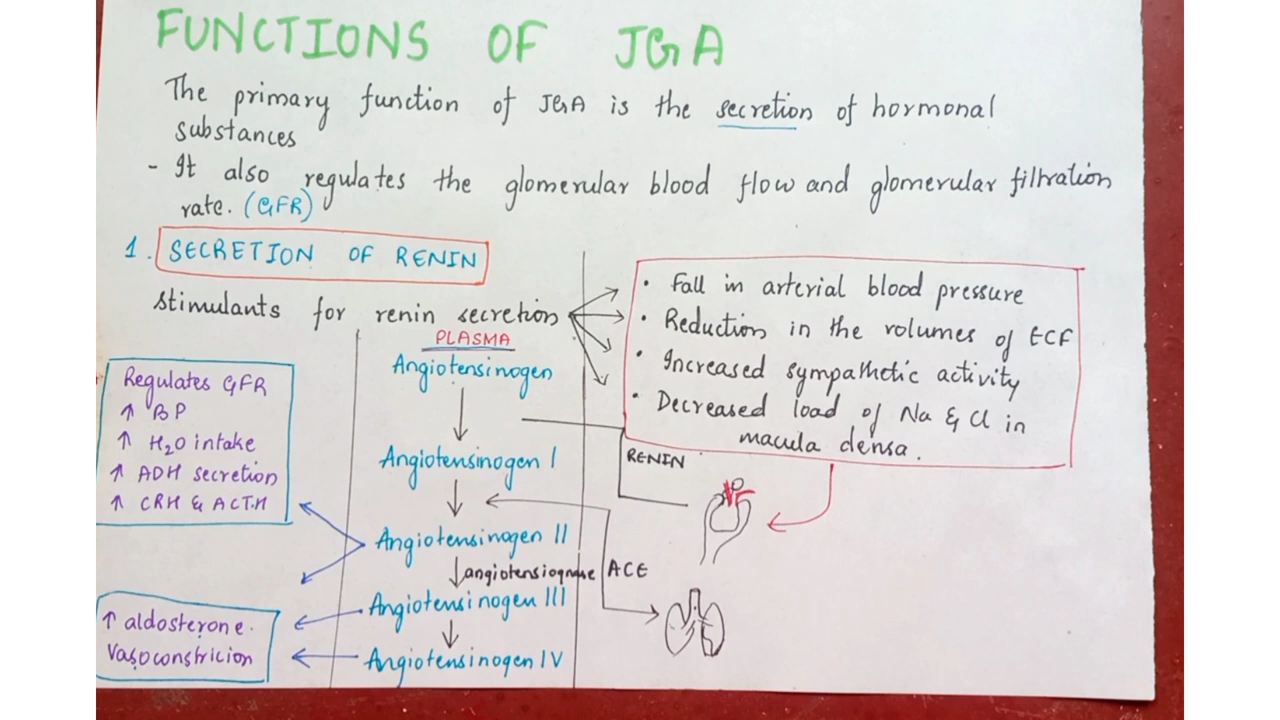 FUNCTIONS OF JGA
The primary function of JGA is the secretion of hormonal
substances
- It also regulates the glomerular blood flow and glomerular filtration
rate. (GFR)
1. SECRETION OF RENIN
stimulants for renin secretion
• Fall in arterial blood pressure
• Reduction in the volumes of ECF
• Increased sympathetic activity
• Decreased load of Na & Cl in
macula densa.
PLASMA
Angiotensinogen
Angiotensinogen I
Angiotensinogen II
angiotensiognase
Angiotensinogen III
Angiotensinogen IV
RENIN
ACE
Regulates GFR
↑ BP
↑ H₂O intake
↑ ADH secretion
↑ CRH & ACTH
↑ aldosterone.
Vasoconstricion